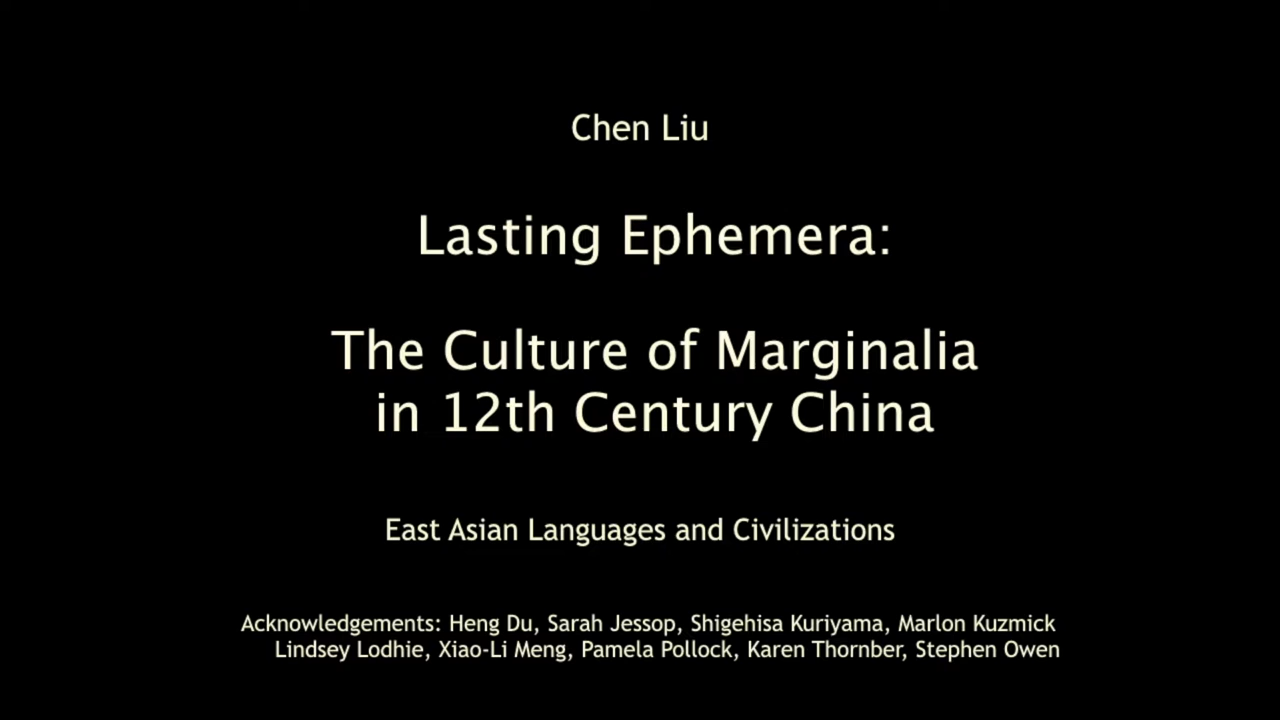 Chen Liu
Lasting Ephemera:
The Culture of Marginalia
in 12th Century China
East Asian Languages and Civilizations
Acknowledgements: Heng Du, Sarah Jessop, Shigehisa Kuriyama, Marlon Kuzmick
Lindsey Lodhie, Xiao-Li Meng, Pamela Pollock, Karen Thornber, Stephen Owen